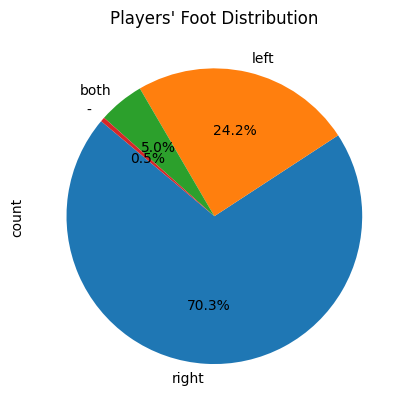 Players' Foot Distribution
left
both
-
24.2%
5.0%
0.5%
count
70.3%
right